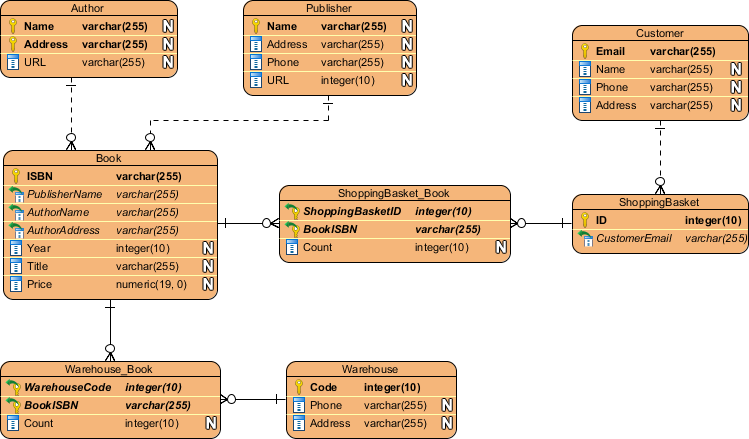 Author
Name varchar(255) N
Address varchar(255) N
URL varchar(255) N
Publisher
Name varchar(255) N
Address varchar(255) N
Phone varchar(255) N
URL integer(10) N
Customer
Email varchar(255)
Name varchar(255) N
Phone varchar(255) N
Address varchar(255) N
Book
ISBN varchar(255)
PublisherName varchar(255)
AuthorName varchar(255)
AuthorAddress varchar(255)
Year integer(10) N
Title varchar(255) N
Price numeric(19, 0) N
ShoppingBasket_Book
ShoppingBasketID integer(10)
BookISBN varchar(255)
Count integer(10) N
ShoppingBasket
ID integer(10)
CustomerEmail varchar(255)
Warehouse_Book
WarehouseCode integer(10)
BookISBN varchar(255)
Count integer(10) N
Warehouse
Code integer(10)
Phone varchar(255) N
Address varchar(255) N